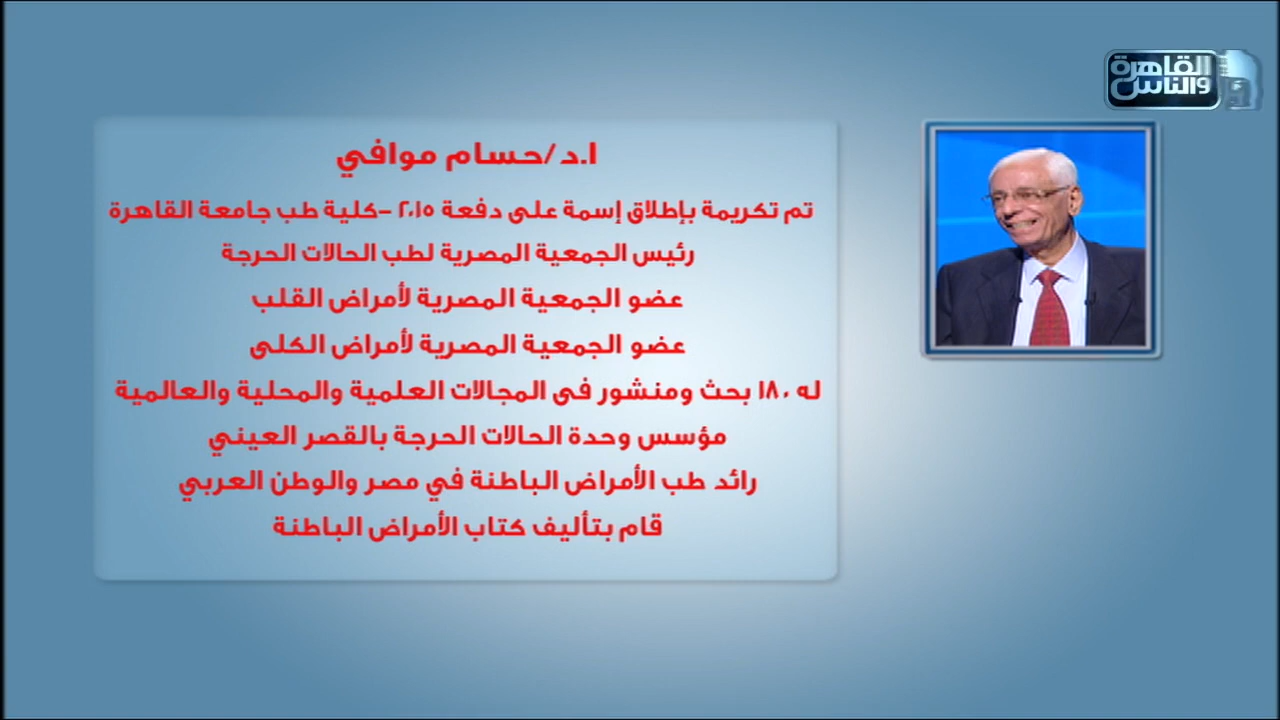 القاهرة
والناس
ا.د/حسام موافي
تم تكريمة بإطلاق إسمة على دفعة ٢٠١٥ -كلية طب جامعة القاهرة
رئيس الجمعية المصرية لطب الحالات الحرجة
عضو الجمعية المصرية لأمراض القلب
عضو الجمعية المصرية لأمراض الكلى
له ١٨٠ بحث ومنشور فى المجالات العلمية والمحلية والعالمية
مؤسس وحدة الحالات الحرجة بالقصر العيني
رائد طب الأمراض الباطنة في مصر والوطن العربي
قام بتأليف كتاب الأمراض الباطنة